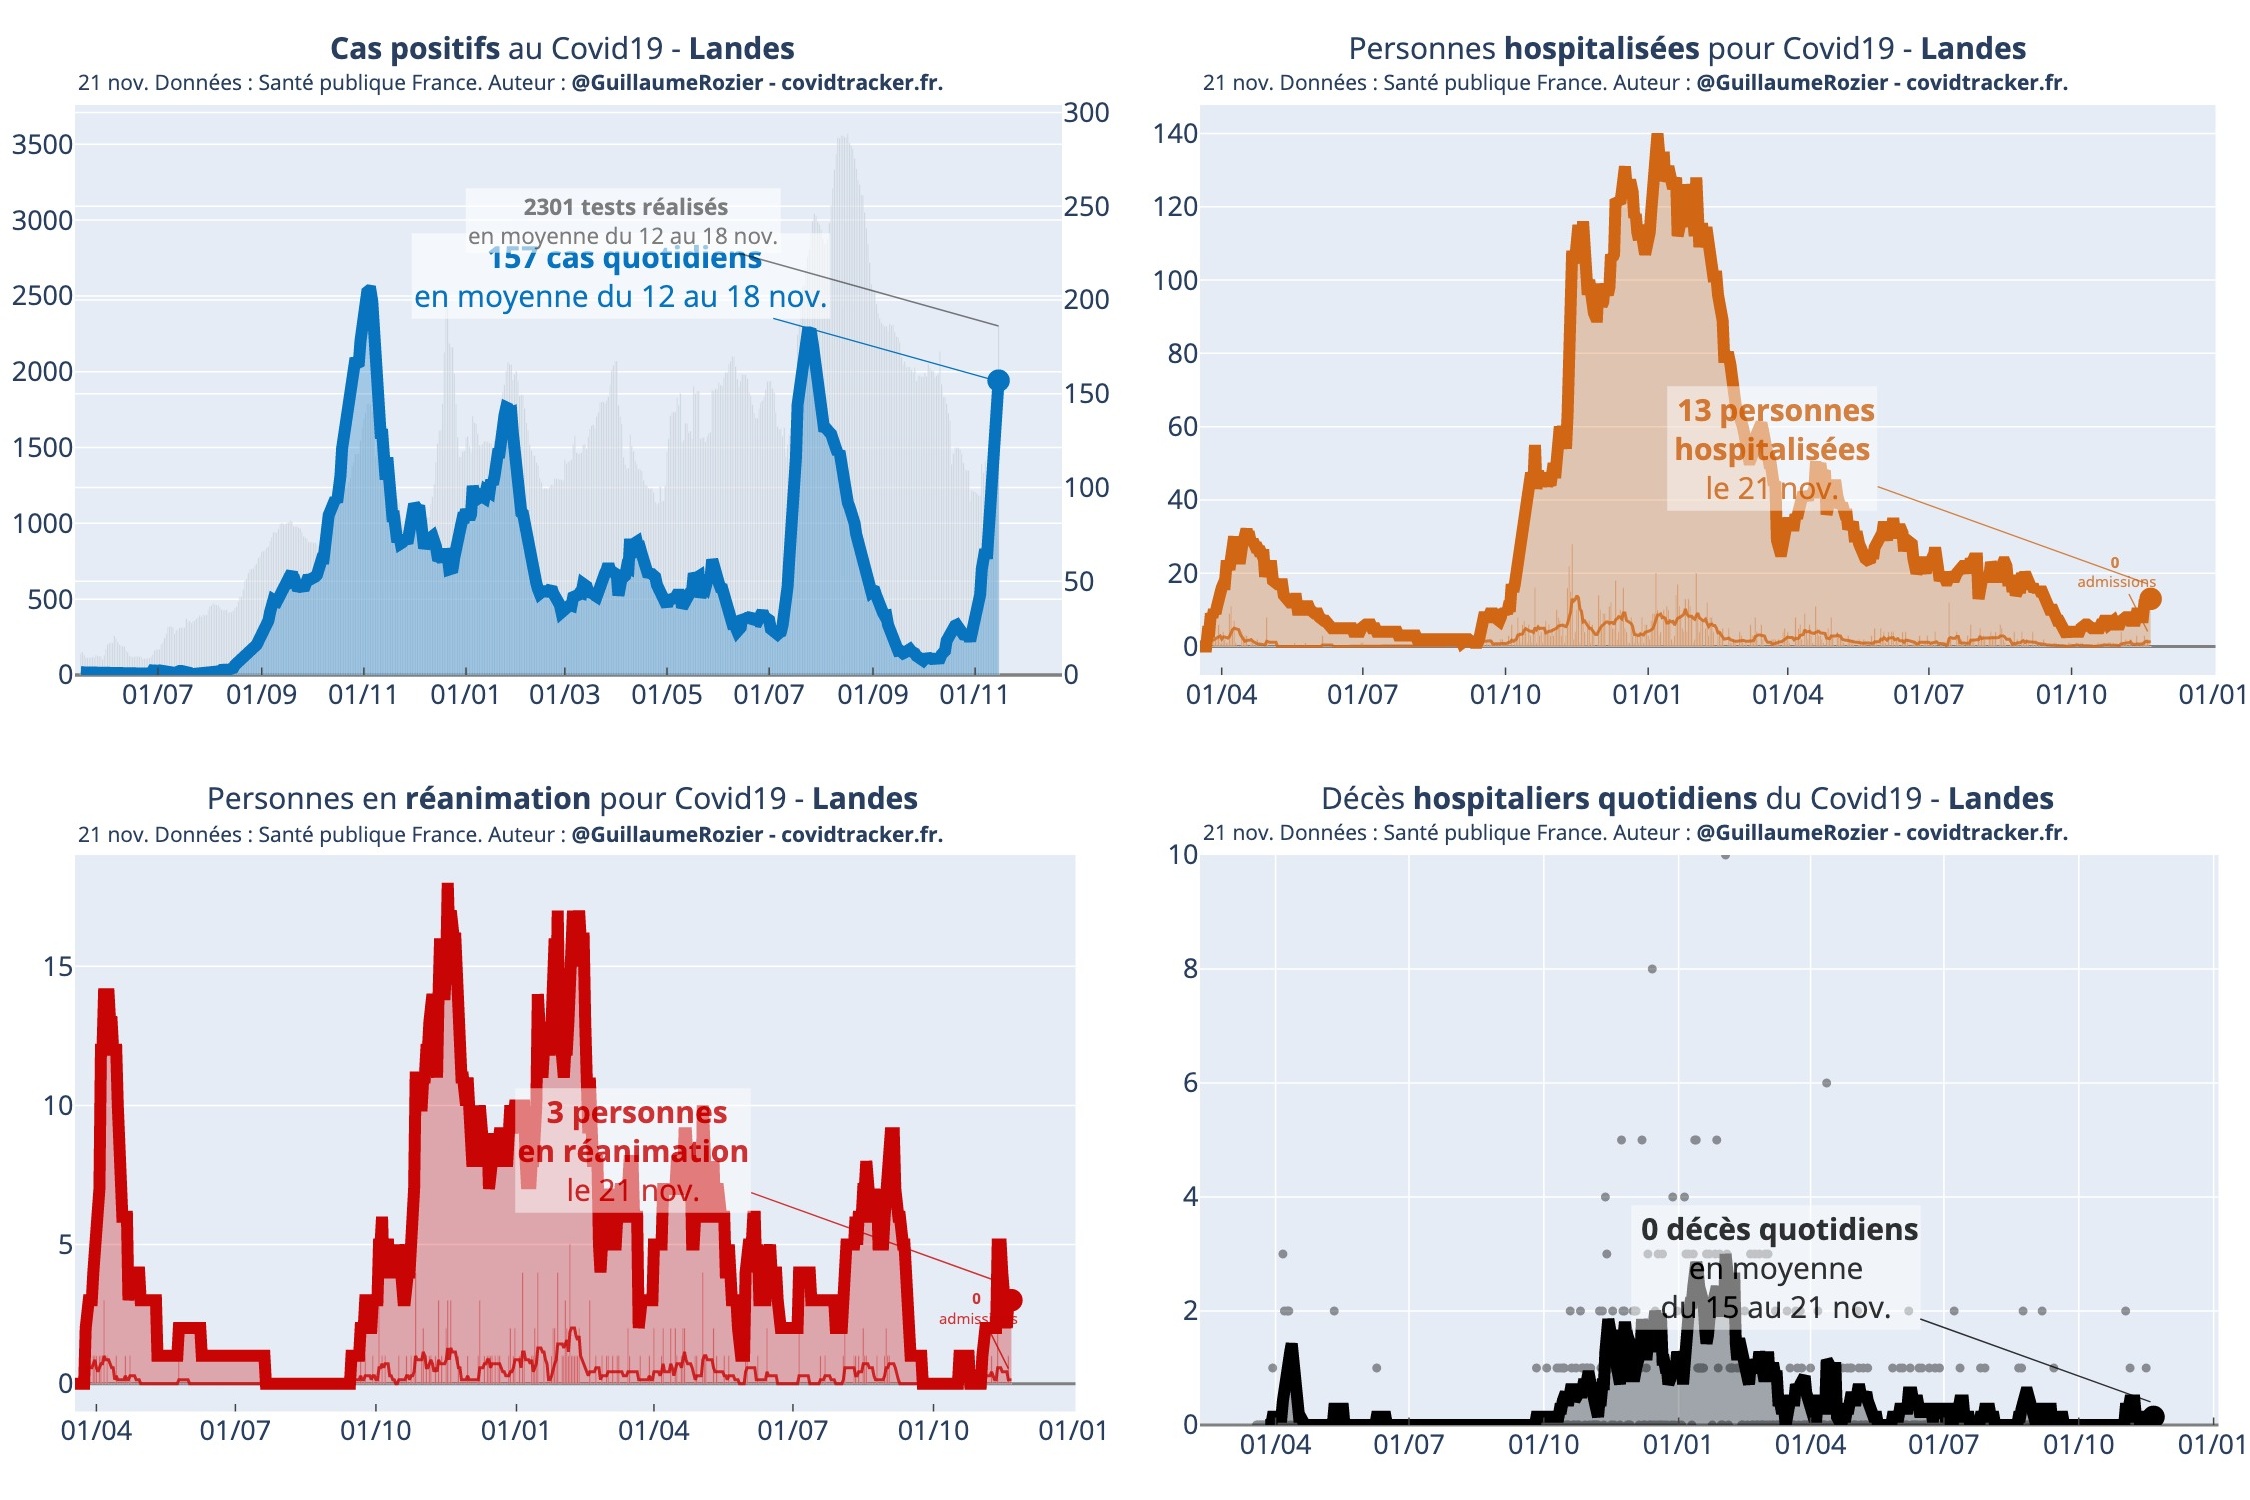 Cas positifs au Covid19 - Landes
21 nov. Données : Santé publique France. Auteur : @GuillaumeRozier - covidtracker.fr.
3500
3000
2500
2000
1500
1000
500
0
300
250
200
150
100
50
0
2301 tests réalisés
en moyenne du 12 au 18 nov.
157 cas quotidiens
en moyenne du 12 au 18 nov.
01/07 01/09 01/11 01/01 01/03 01/05 01/07 01/09 01/11
Personnes hospitalisées pour Covid19 - Landes
21 nov. Données : Santé publique France. Auteur : @GuillaumeRozier - covidtracker.fr.
140
120
100
80
60
40
20
0
13 personnes
hospitalisées
le 21 nov.
0
admissions
01/04 01/07 01/10 01/01 01/04 01/07 01/10 01/01
Personnes en réanimation pour Covid19 - Landes
21 nov. Données : Santé publique France. Auteur : @GuillaumeRozier - covidtracker.fr.
15
10
5
0
3 personnes
en réanimation
le 21 nov.
0
admissions
01/04 01/07 01/10 01/01 01/04 01/07 01/10 01/01
Décès hospitaliers quotidiens du Covid19 - Landes
21 nov. Données : Santé publique France. Auteur : @GuillaumeRozier - covidtracker.fr.
10
8
6
4
2
0
0 décès quotidiens
en moyenne
du 15 au 21 nov.
01/04 01/07 01/10 01/01 01/04 01/07 01/10 01/01